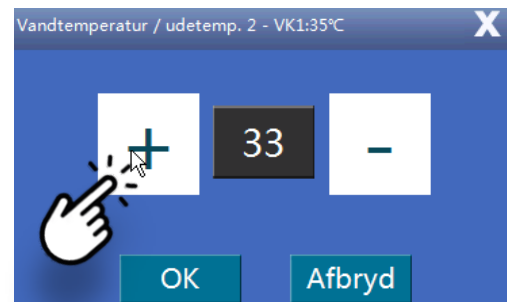 Vandtemperatur / udetemp. 2 - VK1:35℃ X
+ 33 -
OK Afbryd